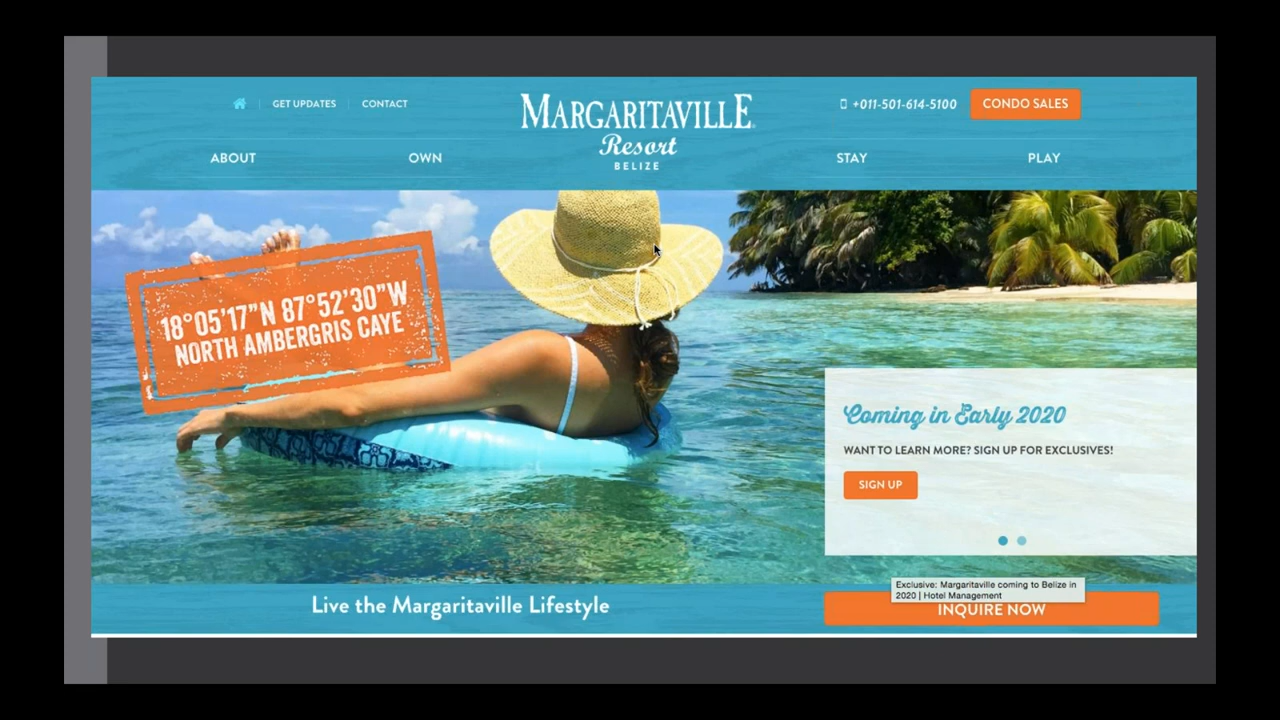 GET UPDATES
CONTACT
MARGARITAVILLE
Resort
BELIZE
+011-501-614-5100
CONDO SALES
ABOUT
OWN
STAY
PLAY
18°05'17"N 87°52'30"W
NORTH AMBERGRIS CAYE
Coming in Early 2020
WANT TO LEARN MORE? SIGN UP FOR EXCLUSIVES!
SIGN UP
Live the Margaritaville Lifestyle
Exclusive: Margaritaville coming to Belize in
2020 | Hotel Management
INQUIRE NOW